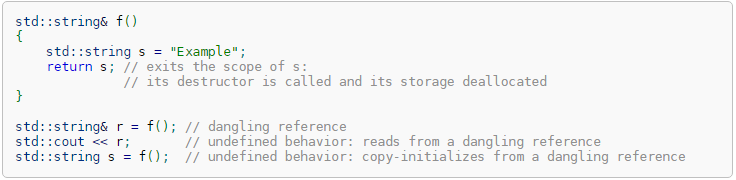 std::string& f()
{
    std::string s = "Example";
    return s; // exits the scope of s:
              // its destructor is called and its storage deallocated
}

std::string& r = f(); // dangling reference
std::cout << r;       // undefined behavior: reads from a dangling reference
std::string s = f();  // undefined behavior: copy-initializes from a dangling reference